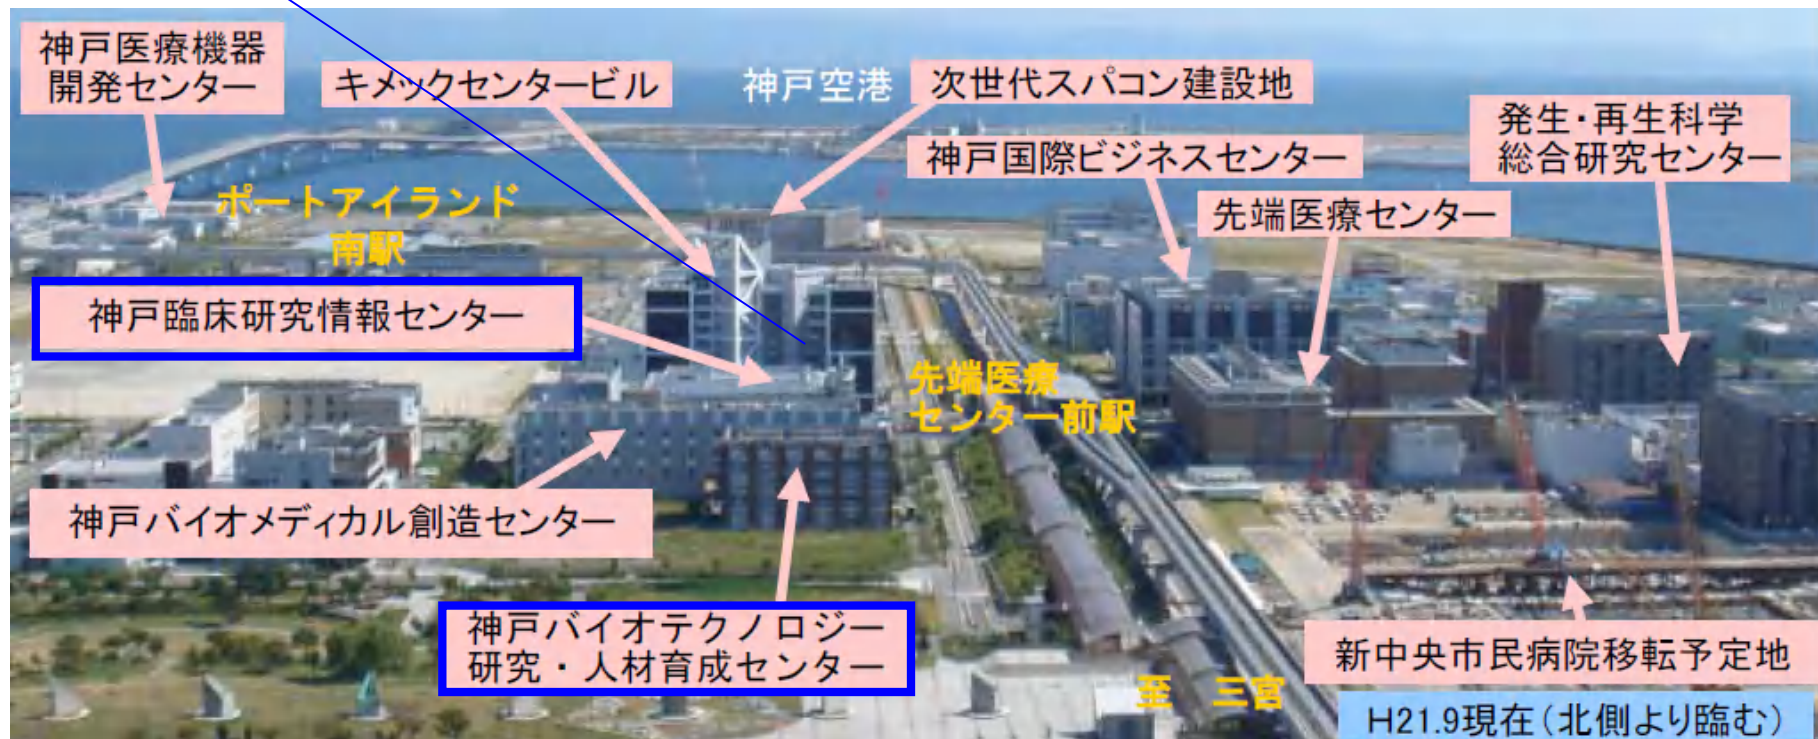 神戸医療機器
開発センター
キメックセンタービル
神戸空港
次世代スパコン建設地
神戸国際ビジネスセンター
発生・再生科学
総合研究センター
先端医療センター
ポートアイランド
南駅
神戸臨床研究情報センター
先端医療
センター前駅
神戸バイオメディカル創造センター
神戸バイオテクノロジー
研究・人材育成センター
新中央市民病院移転予定地
至　三宮
H21.9現在（北側より臨む）